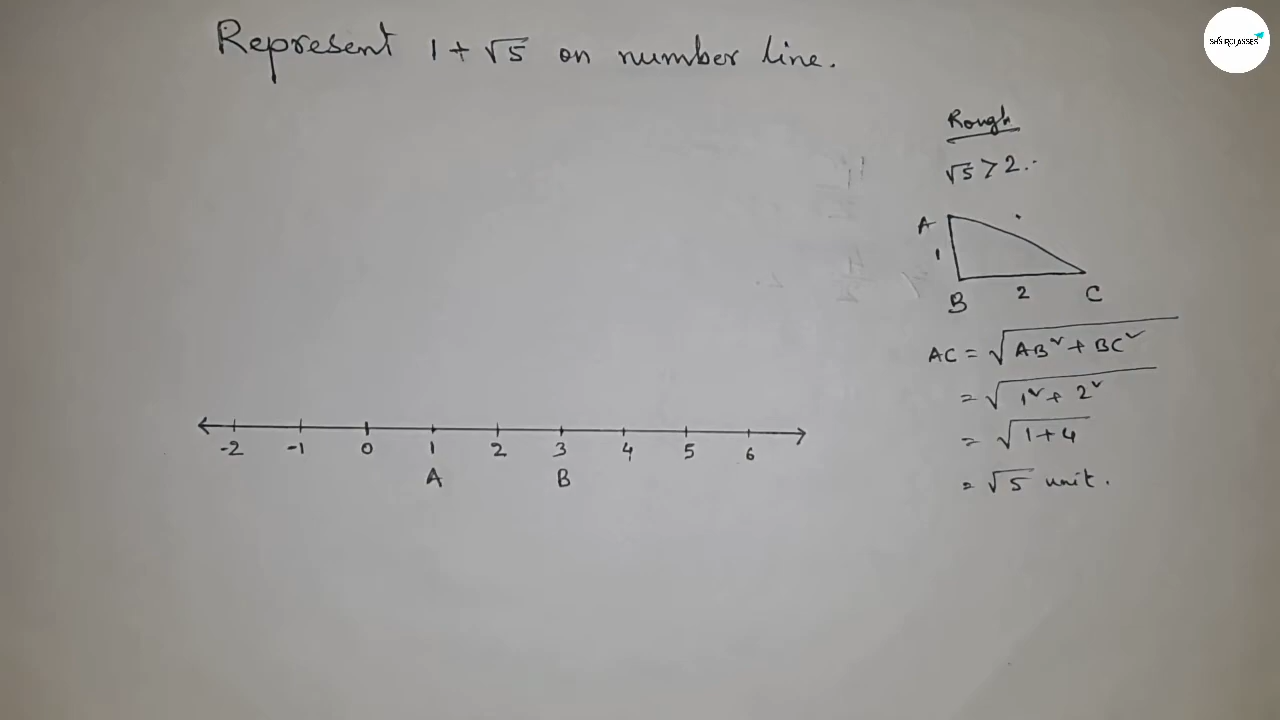 Represent 1 + √5 on number line.
SHSIRCLASSES
Rough
√5 > 2.
A
1
B 2 C
AC = √AB² + BC²
= √1² + 2²
= √1+4
= √5 unit.
-2 -1 0 1 2 3 4 5 6
A B